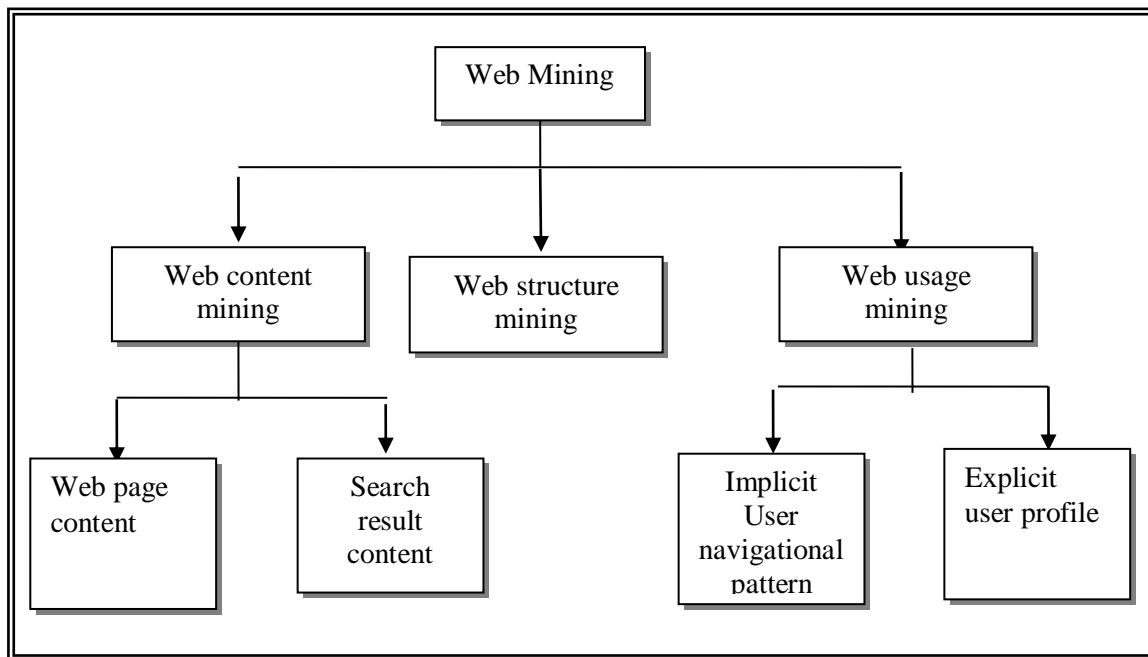 Web Mining
Web content
mining
Web structure
mining
Web usage
mining
Web page
content
Search
result
content
Implicit
User
navigational
pattern
Explicit
user profile